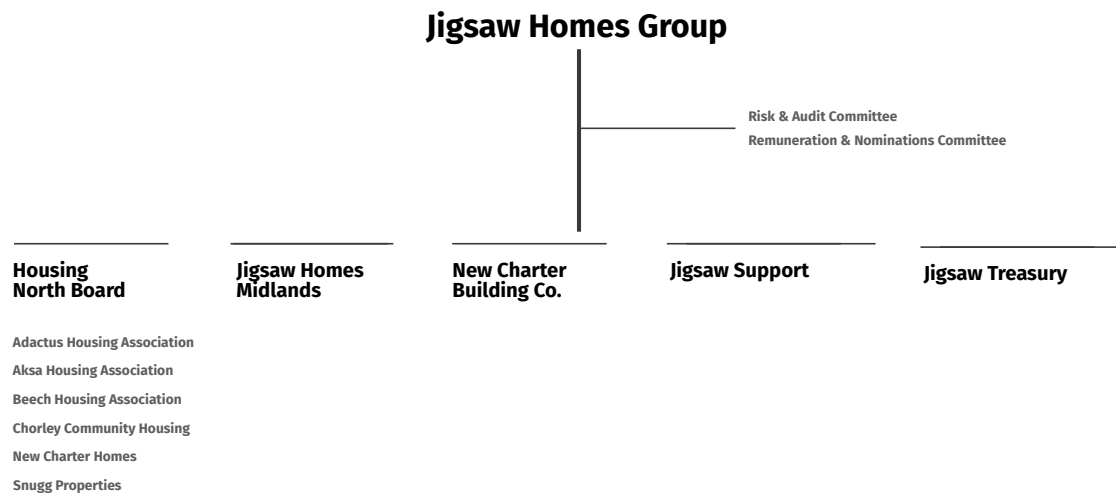 Jigsaw Homes Group
Risk & Audit Committee
Remuneration & Nominations Committee
Housing
North Board
Jigsaw Homes
Midlands
New Charter
Building Co.
Jigsaw Support
Jigsaw Treasury
Adactus Housing Association
Aksa Housing Association
Beech Housing Association
Chorley Community Housing
New Charter Homes
Snugg Properties